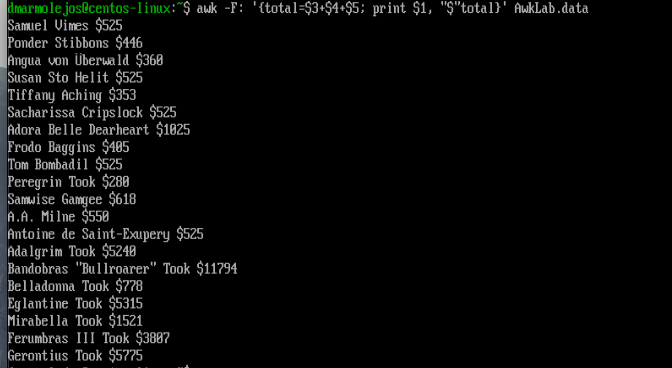 dmarmolejos@centos-linux:~$ awk -F: '{total=$3+$4+$5; print $1, "$"total}' AwkLab.data
Samuel Vimes $525
Ponder Stibbons $446
Angua von Überwald $360
Susan Sto Helit $525
Tiffany Aching $353
Sacharissa Cripslock $525
Adora Belle Dearheart $1025
Frodo Baggins $405
Tom Bombadil $525
Peregrin Took $280
Samwise Gamgee $618
A.A. Milne $550
Antoine de Saint-Exupery $525
Adalgrim Took $5240
Bandobras "Bullroarer" Took $11794
Belladonna Took $778
Eglantine Took $5315
Mirabella Took $1521
Ferumbras III Took $3807
Gerontius Took $5775